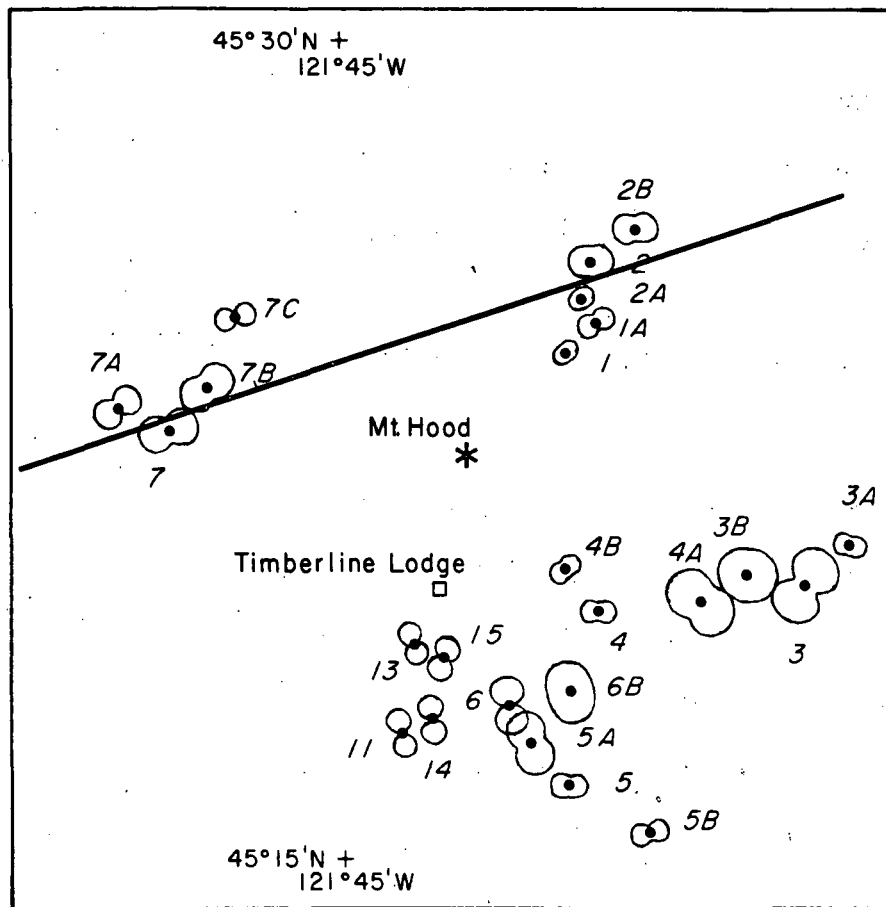 45°30'N +
121°45'W
2B
2
2A
1A
1
7C
7A
7B
7
Mt. Hood
3A
3B
4B
4A
Timberline Lodge
4
3
15
13
6
6B
5A
11
14
5
5B
45°15'N +
121°45'W